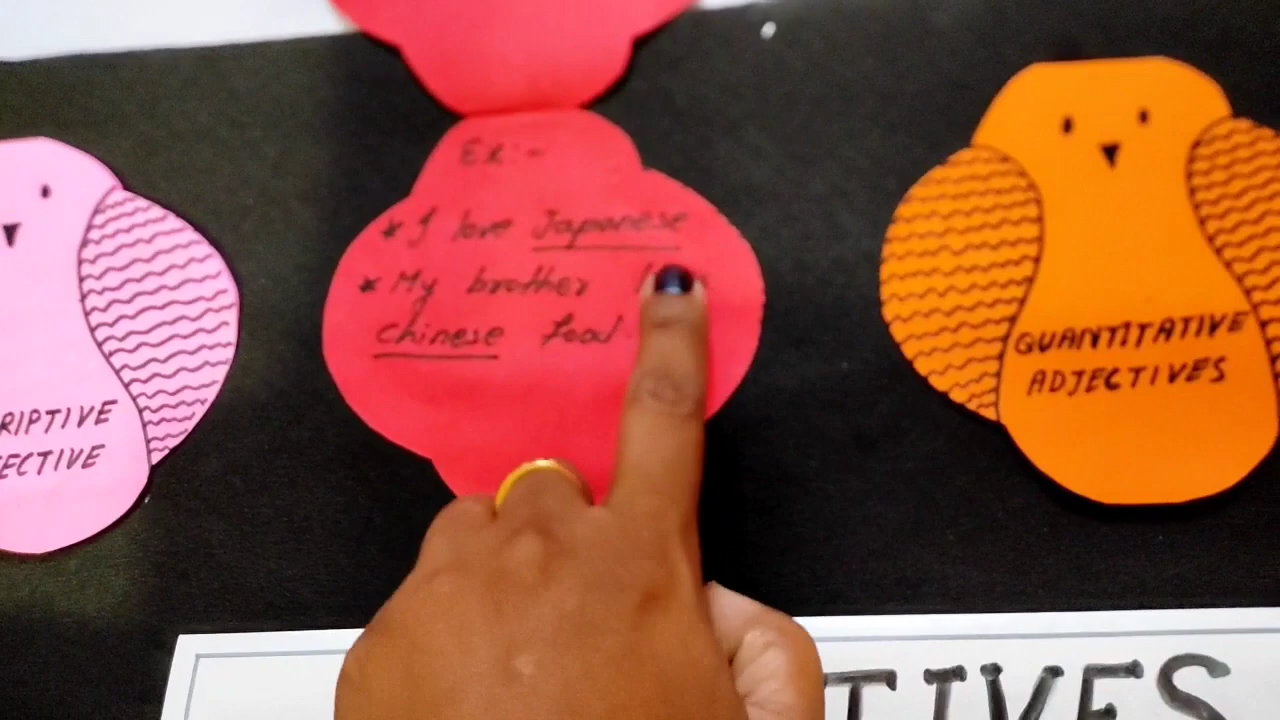 RIPTIVE
ECTIVE
Ex:-
* I love Japanese
* My brother
chinese food.
QUANTITATIVE
ADJECTIVES
TIVES